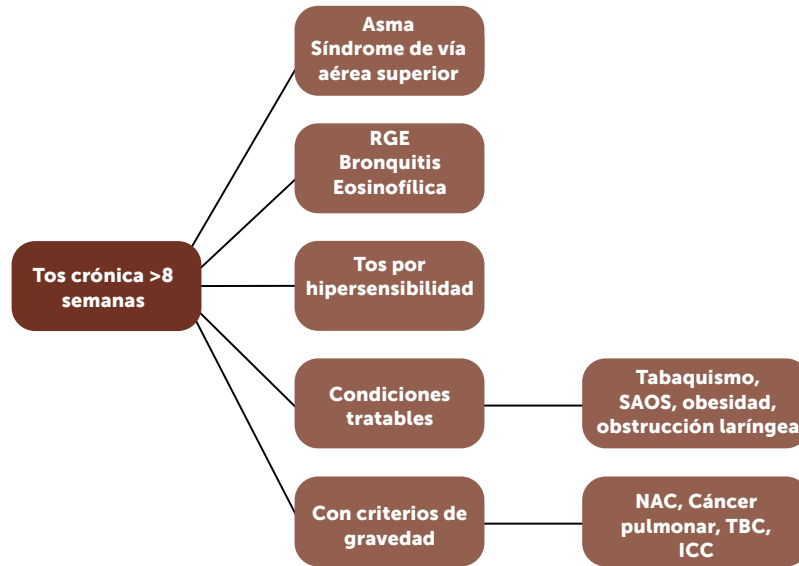 Asma
Síndrome de vía
aérea superior
RGE
Bronquitis
Eosinofílica
Tos crónica >8
semanas
Tos por
hipersensibilidad
Condiciones
tratables
Tabaquismo,
SAOS, obesidad,
obstrucción laríngea
Con criterios de
gravedad
NAC, Cáncer
pulmonar, TBC,
ICC